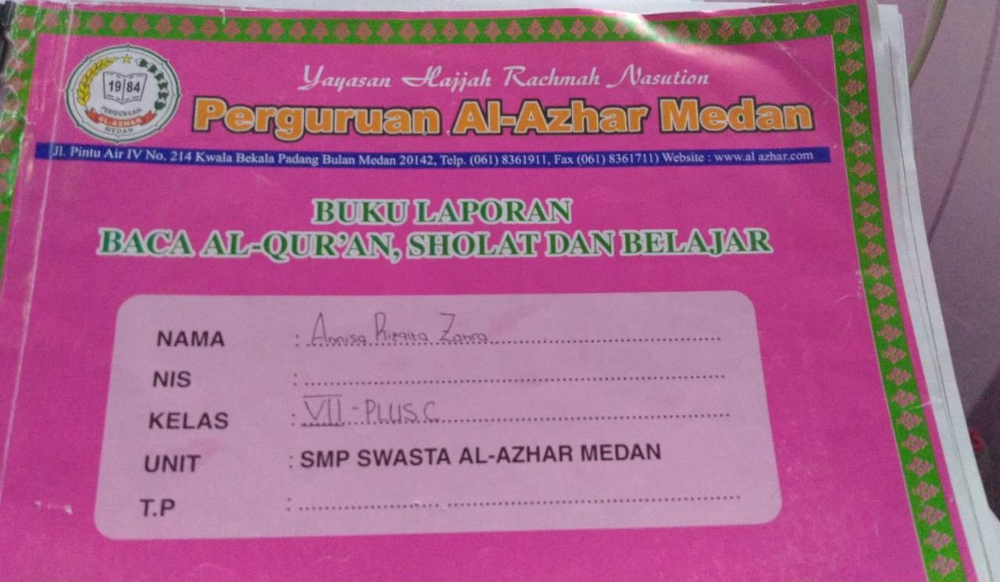 19 84
PERGURUAN
AL-AZHAR
MEDAN
Yayasan Hajjah Rachmah Nasution
Perguruan Al-Azhar Medan
Jl. Pintu Air IV No. 214 Kwala Bekala Padang Bulan Medan 20142, Telp. (061) 8361911, Fax (061) 8361711) Website : www.al azhar.com
BUKU LAPORAN
BACA AL-QUR'AN, SHOLAT DAN BELAJAR
NAMA : Annisa Rizqita Zahra
NIS :
KELAS : VII - PLUS C
UNIT : SMP SWASTA AL-AZHAR MEDAN
T.P :